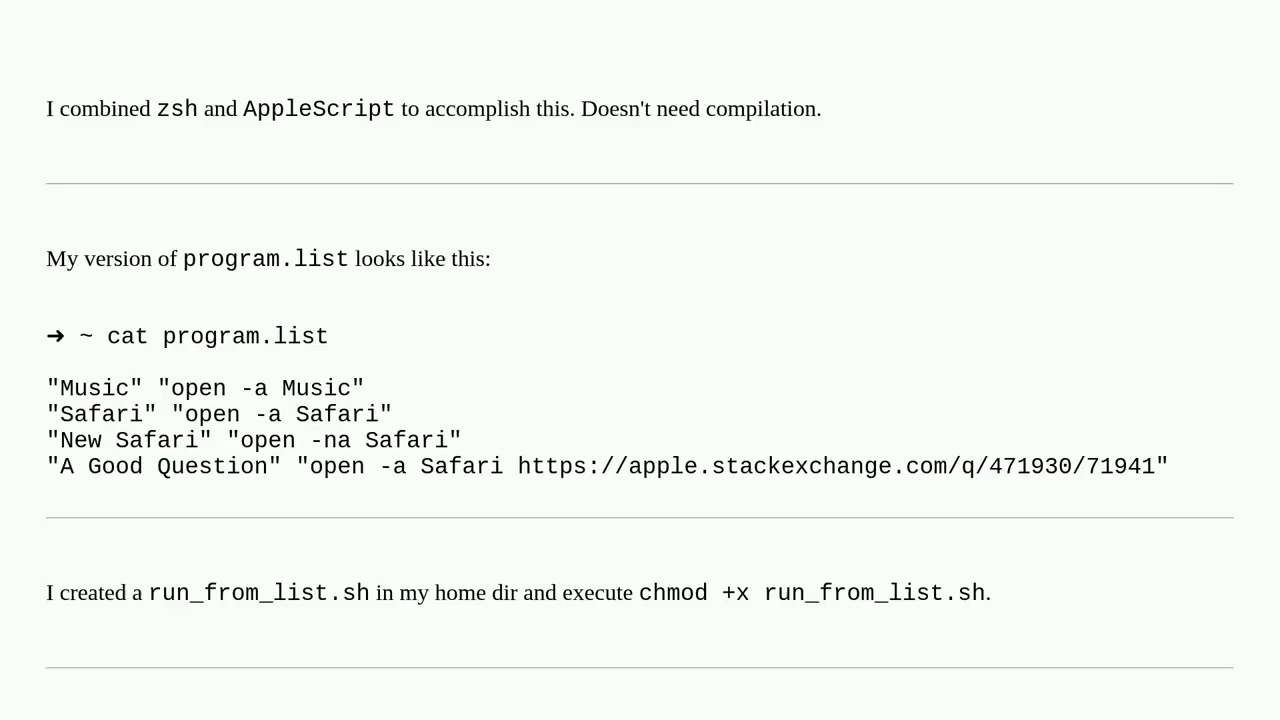 I combined zsh and AppleScript to accomplish this. Doesn't need compilation.
My version of program.list looks like this:
➜ ~ cat program.list
"Music" "open -a Music"
"Safari" "open -a Safari"
"New Safari" "open -na Safari"
"A Good Question" "open -a Safari https://apple.stackexchange.com/q/471930/71941"
I created a run_from_list.sh in my home dir and execute chmod +x run_from_list.sh.